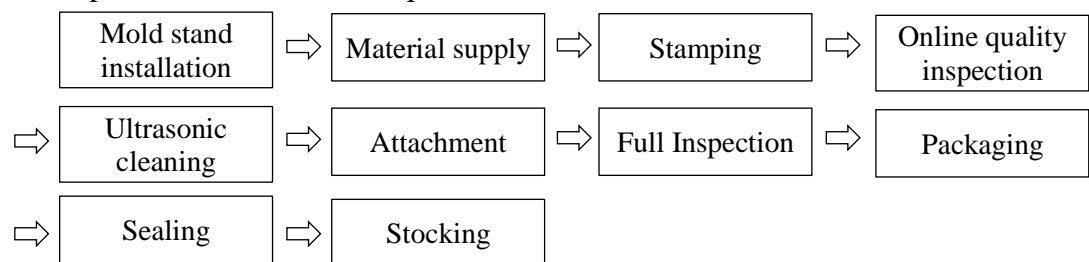 Mold stand
installation
Material supply
Stamping
Online quality
inspection
Ultrasonic
cleaning
Attachment
Full Inspection
Packaging
Sealing
Stocking